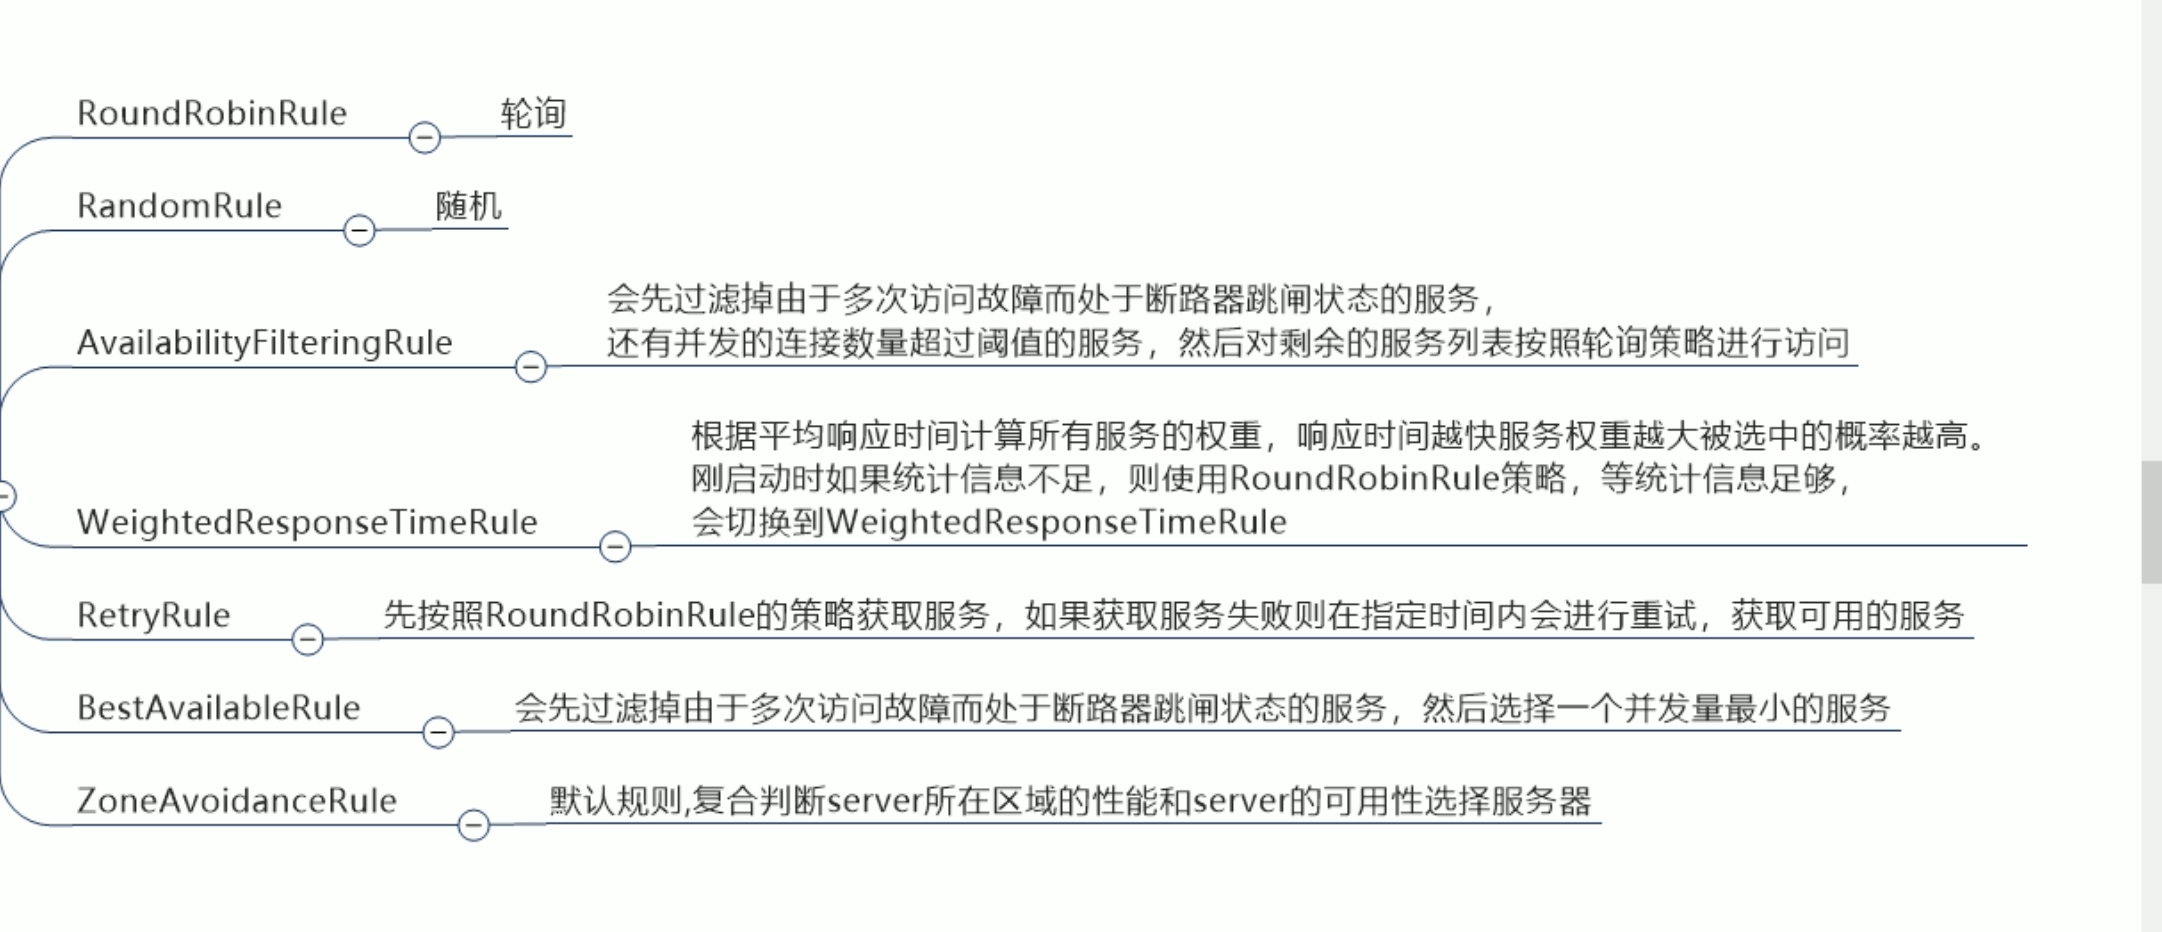 RoundRobinRule
轮询
RandomRule
随机
AvailabilityFilteringRule
会先过滤掉由于多次访问故障而处于断路器跳闸状态的服务，
还有并发的连接数量超过阈值的服务，然后对剩余的服务列表按照轮询策略进行访问
WeightedResponseTimeRule
根据平均响应时间计算所有服务的权重，响应时间越快服务权重越大被选中的概率越高。
刚启动时如果统计信息不足，则使用RoundRobinRule策略，等统计信息足够，
会切换到WeightedResponseTimeRule
RetryRule
先按照RoundRobinRule的策略获取服务，如果获取服务失败则在指定时间内会进行重试，获取可用的服务
BestAvailableRule
会先过滤掉由于多次访问故障而处于断路器跳闸状态的服务，然后选择一个并发量最小的服务
ZoneAvoidanceRule
默认规则,复合判断server所在区域的性能和server的可用性选择服务器